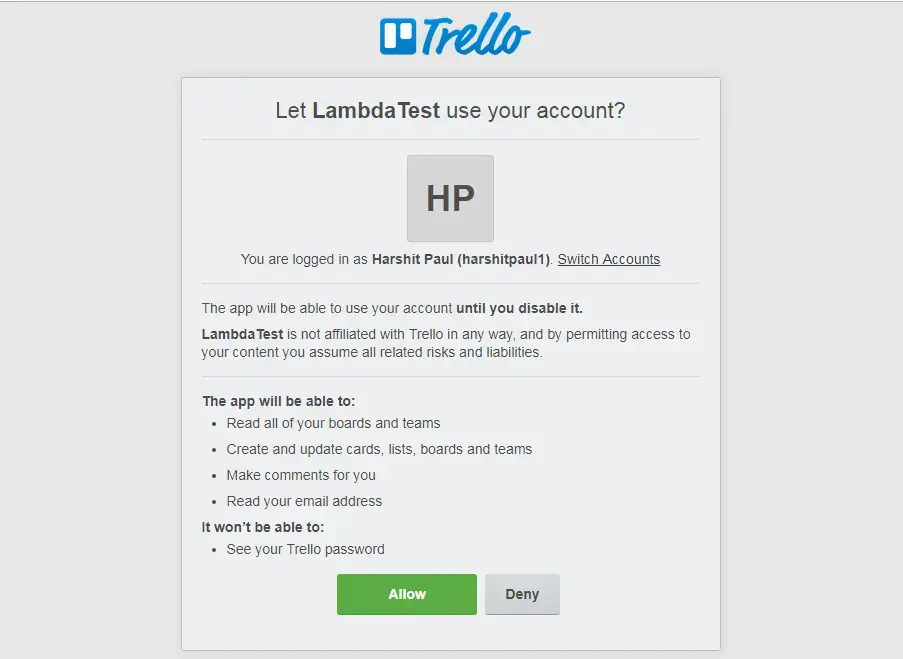 Trello
Let LambdaTest use your account?
HP
You are logged in as Harshit Paul (harshitpaul1). Switch Accounts
The app will be able to use your account until you disable it.
LambdaTest is not affiliated with Trello in any way, and by permitting access to
your content you assume all related risks and liabilities.
The app will be able to:
• Read all of your boards and teams
• Create and update cards, lists, boards and teams
• Make comments for you
• Read your email address
It won't be able to:
• See your Trello password
Allow Deny